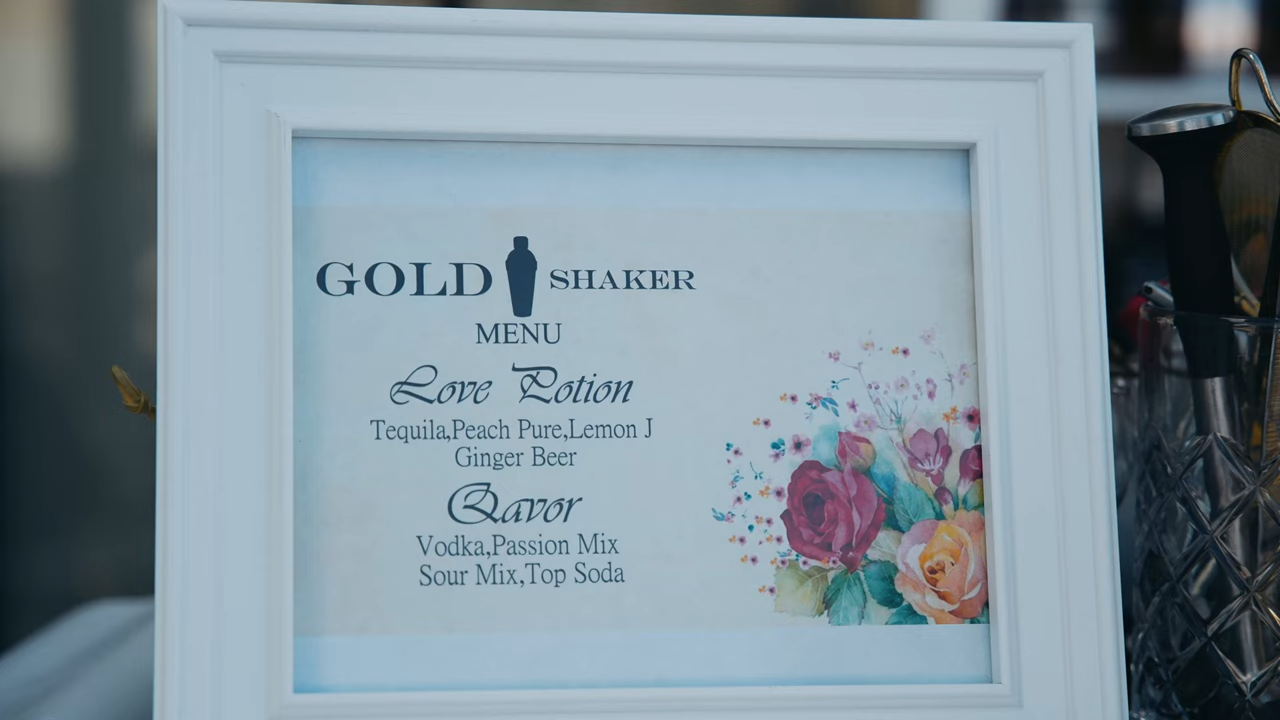 GOLD SHAKER
MENU
Love Potion
Tequila,Peach Pure,Lemon J
Ginger Beer
Qavor
Vodka,Passion Mix
Sour Mix,Top Soda